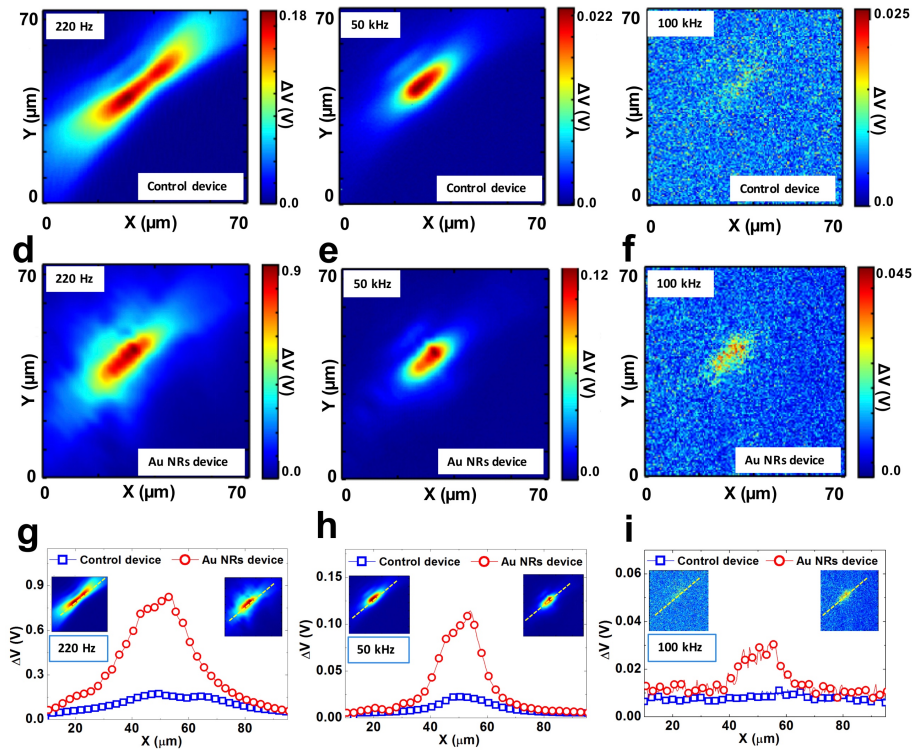 70
220 Hz
Y (µm)
0
Control device
0
X (µm)
70
0.18
ΔV (V)
0.0
50 kHz
Y (µm)
Control device
0
X (µm)
70
0.022
ΔV (V)
0.0
70
100 kHz
Y (µm)
0
Control device
0
X (µm)
70
0.025
ΔV (V)
0.0
d
70
220 Hz
Y (µm)
0
Au NRs device
0
X (µm)
70
0.9
ΔV (V)
0.0
e
70
50 kHz
Y (µm)
0
Au NRs device
0
X (µm)
70
0.12
ΔV (V)
0.0
f
70
100 kHz
Y (µm)
0
Au NRs device
0
X (µm)
70
0.045
ΔV (V)
0.0
g
Control device
Au NRs device
220 Hz
ΔV (V)
0.9
0.6
0.3
0.0
20 40 60 80
X (µm)
h
Control device
Au NRs device
50 kHz
ΔV (V)
0.15
0.10
0.05
0.00
20 40 60 80
X (µm)
i
Control device
Au NRs device
100 kHz
ΔV (V)
0.06
0.04
0.02
0.00
20 40 60 80
X (µm)